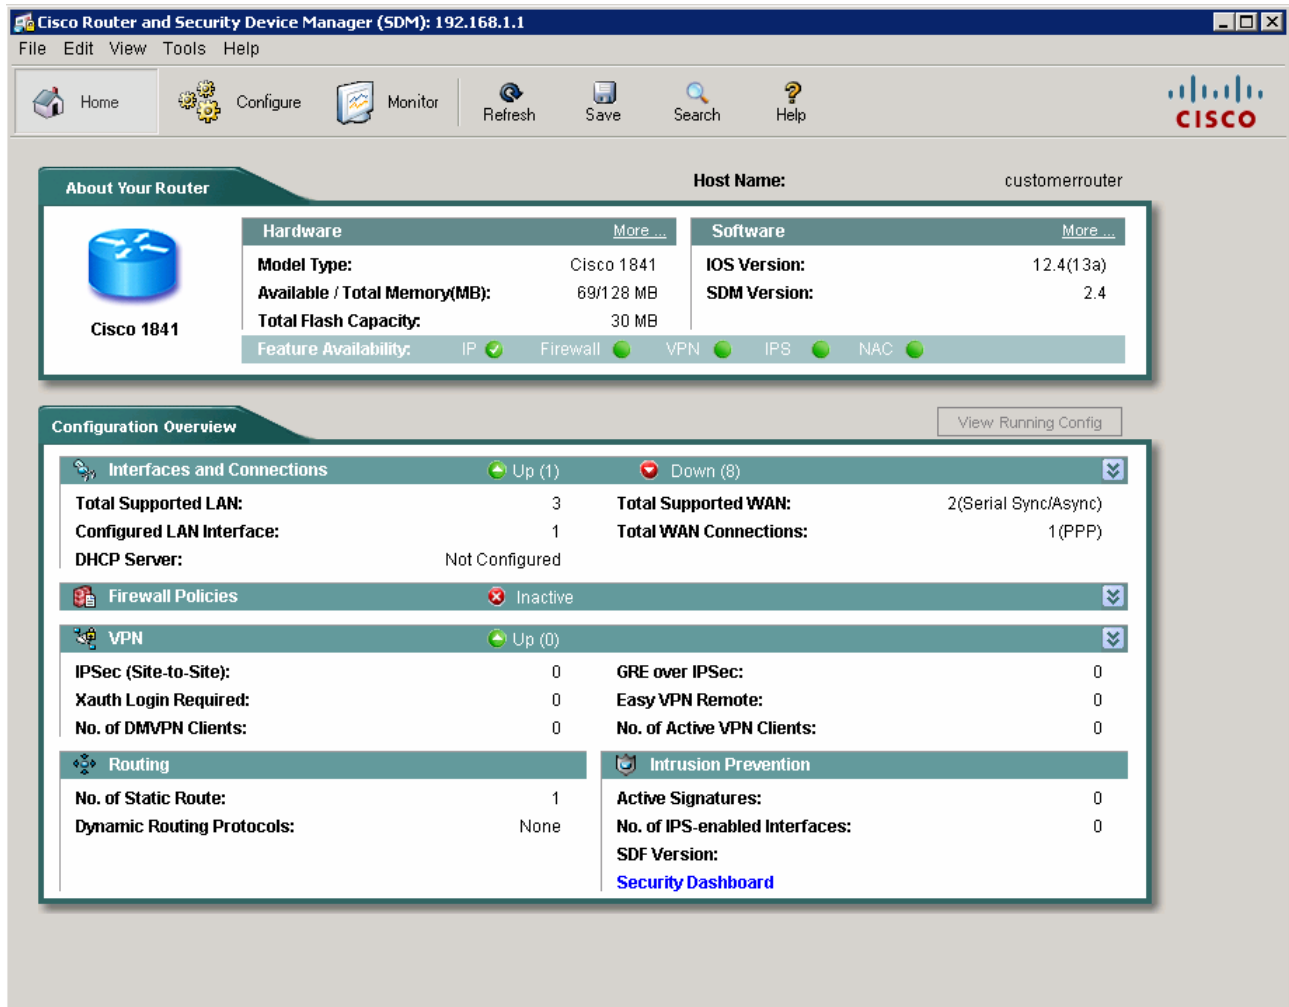 Cisco Router and Security Device Manager (SDM): 192.168.1.1
File Edit View Tools Help
Home Configure Monitor Refresh Save Search Help
CISCO
About Your Router Host Name: customerrouter
Hardware More ... Software More ...
Model Type: Cisco 1841 IOS Version: 12.4(13a)
Available / Total Memory(MB): 69/128 MB SDM Version: 2.4
Total Flash Capacity: 30 MB
Cisco 1841
Feature Availability: IP Firewall VPN IPS NAC
Configuration Overview View Running Config
Interfaces and Connections Up (1) Down (8)
Total Supported LAN: 3 Total Supported WAN: 2(Serial Sync/Async)
Configured LAN Interface: 1 Total WAN Connections: 1(PPP)
DHCP Server: Not Configured
Firewall Policies Inactive
VPN Up (0)
IPSec (Site-to-Site): 0 GRE over IPSec: 0
Xauth Login Required: 0 Easy VPN Remote: 0
No. of DMVPN Clients: 0 No. of Active VPN Clients: 0
Routing Intrusion Prevention
No. of Static Route: 1 Active Signatures: 0
Dynamic Routing Protocols: None No. of IPS-enabled Interfaces: 0
SDF Version:
Security Dashboard